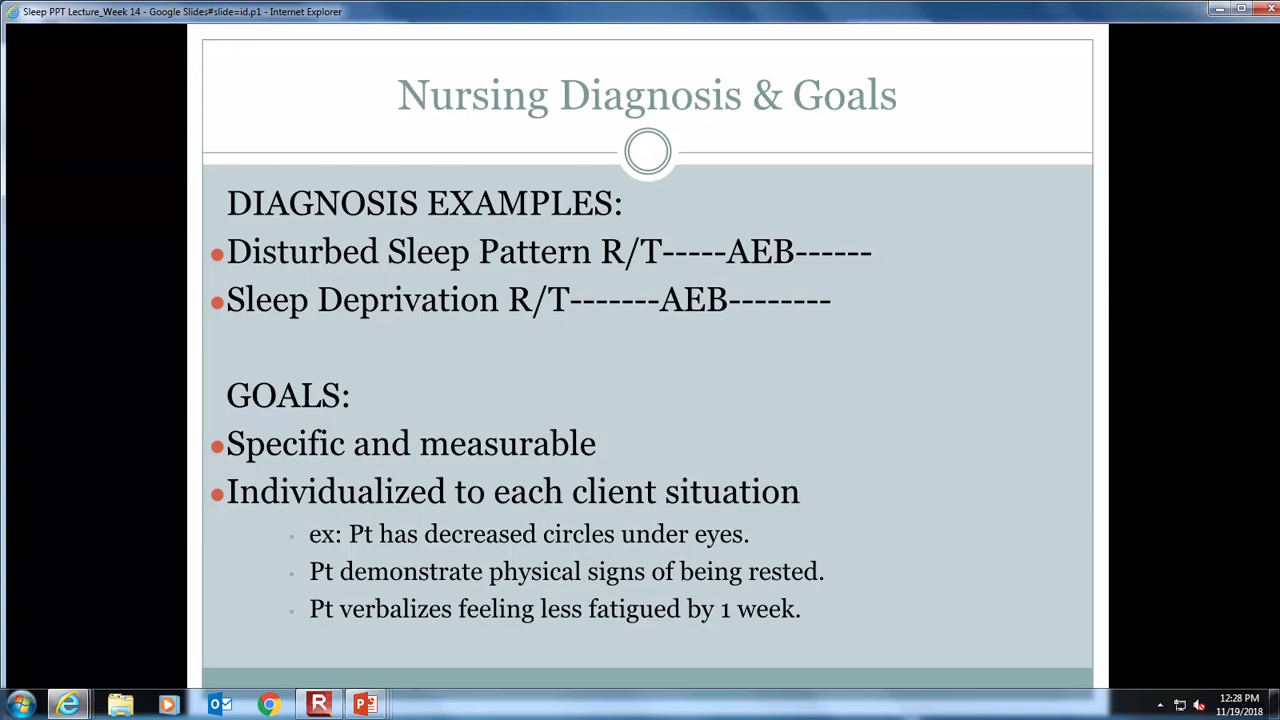 Sleep PPT Lecture_Week 14 - Google Slides#slide=id.p1 - Internet Explorer
Nursing Diagnosis & Goals
DIAGNOSIS EXAMPLES:
●Disturbed Sleep Pattern R/T-----AEB------
●Sleep Deprivation R/T-------AEB--------
GOALS:
●Specific and measurable
●Individualized to each client situation
· ex: Pt has decreased circles under eyes.
· Pt demonstrate physical signs of being rested.
· Pt verbalizes feeling less fatigued by 1 week.
12:28 PM
11/19/2018